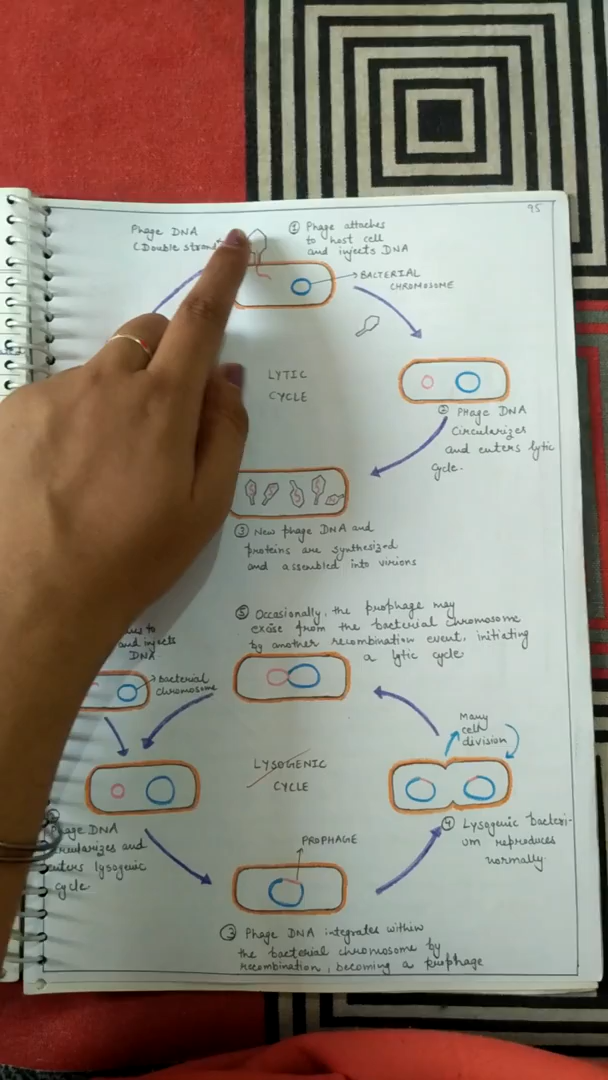 95
Phage DNA
(Double
① Phage attaches
to host cell
and injects DNA
BACTERIAL
CHROMOSOME
LYTIC
CYCLE
② Phage DNA
circularizes
and enters lytic
cycle.
③ New phage DNA and
proteins are synthesized
and assembled into virions
⑤ Occasionally, the prophage may
excise from the bacterial chromosome
by another recombination event, initiating
a lytic cycle
to
and injects
DNA
bacterial
chromosome
Many
cell
division
LYSOGENIC
CYCLE
Phage DNA
and
lysogenic
cycle.
④ Lysogenic bacteri-
um reproduces
normally.
PROPHAGE
③ Phage DNA integrates within
the bacterial chromosome by
recombination, becoming a prophage